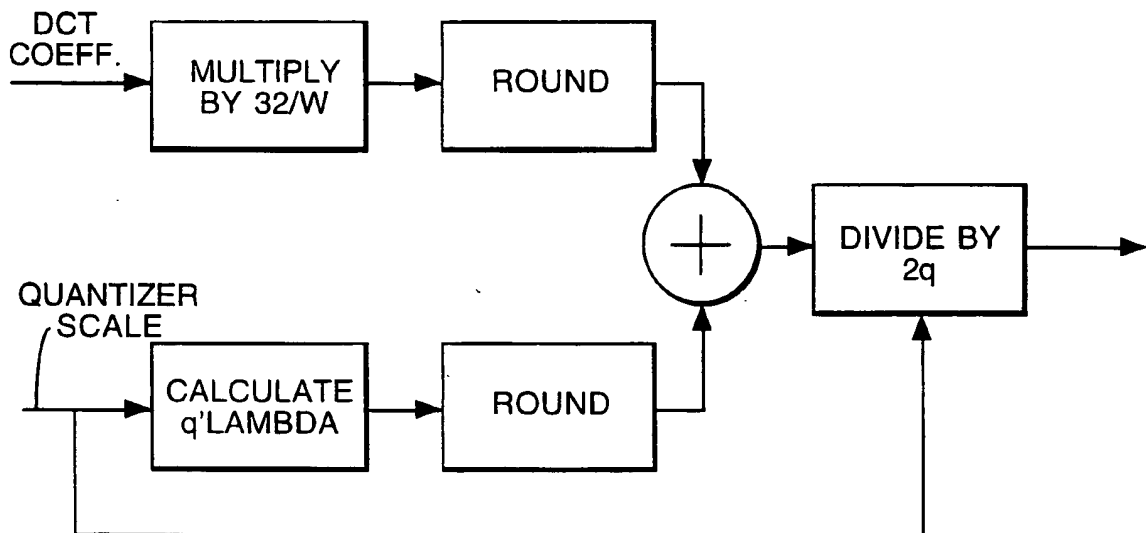 DCT
COEFF.
MULTIPLY
BY 32/W
ROUND
DIVIDE BY
2q
QUANTIZER
SCALE
CALCULATE
q'LAMBDA
ROUND